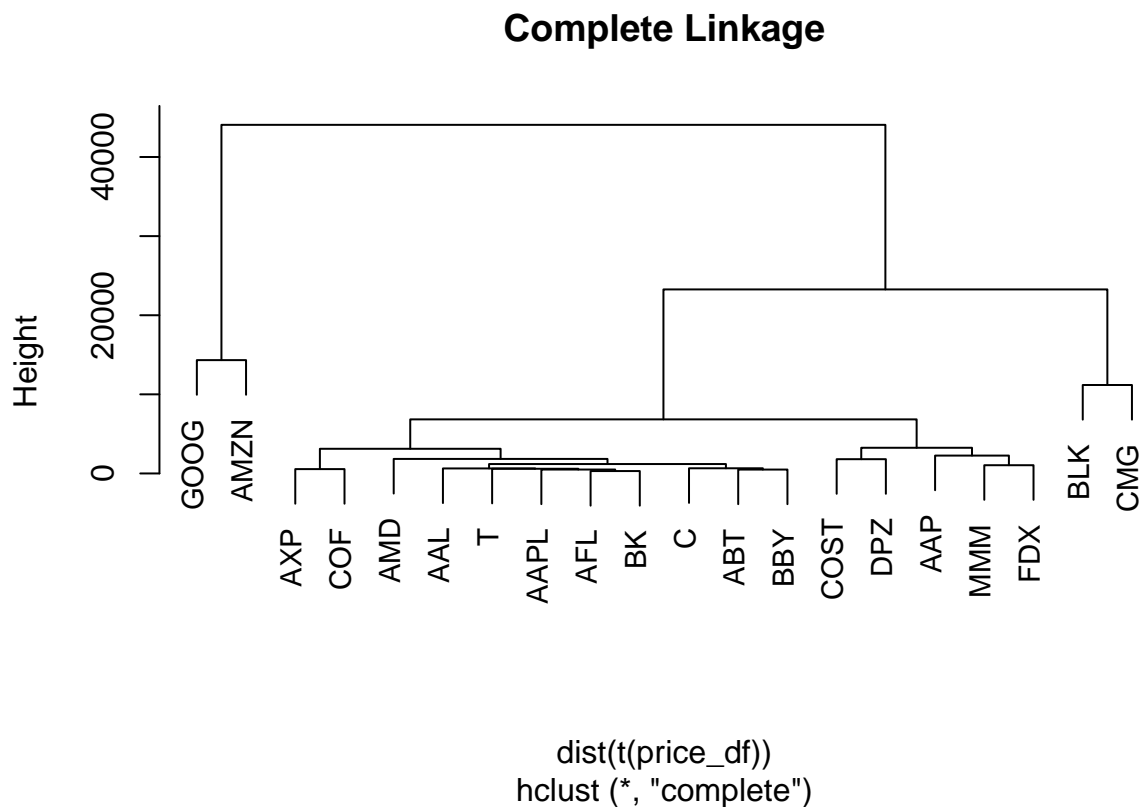 Complete Linkage
Height
0
20000
40000
GOOG
AMZN
AXP
COF
AMD
AAL
T
AAPL
AFL
BK
C
ABT
BBY
COST
DPZ
AAP
MMM
FDX
BLK
CMG
dist(t(price_df))
hclust (*, "complete")